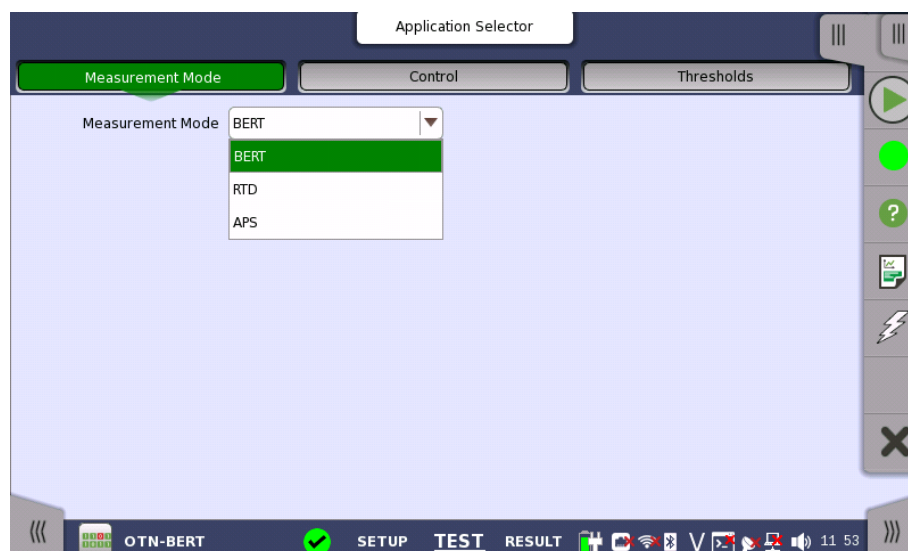 Application Selector
Measurement Mode
Control
Thresholds
Measurement Mode BERT
BERT
RTD
APS
OTN-BERT
SETUP TEST RESULT
11 53